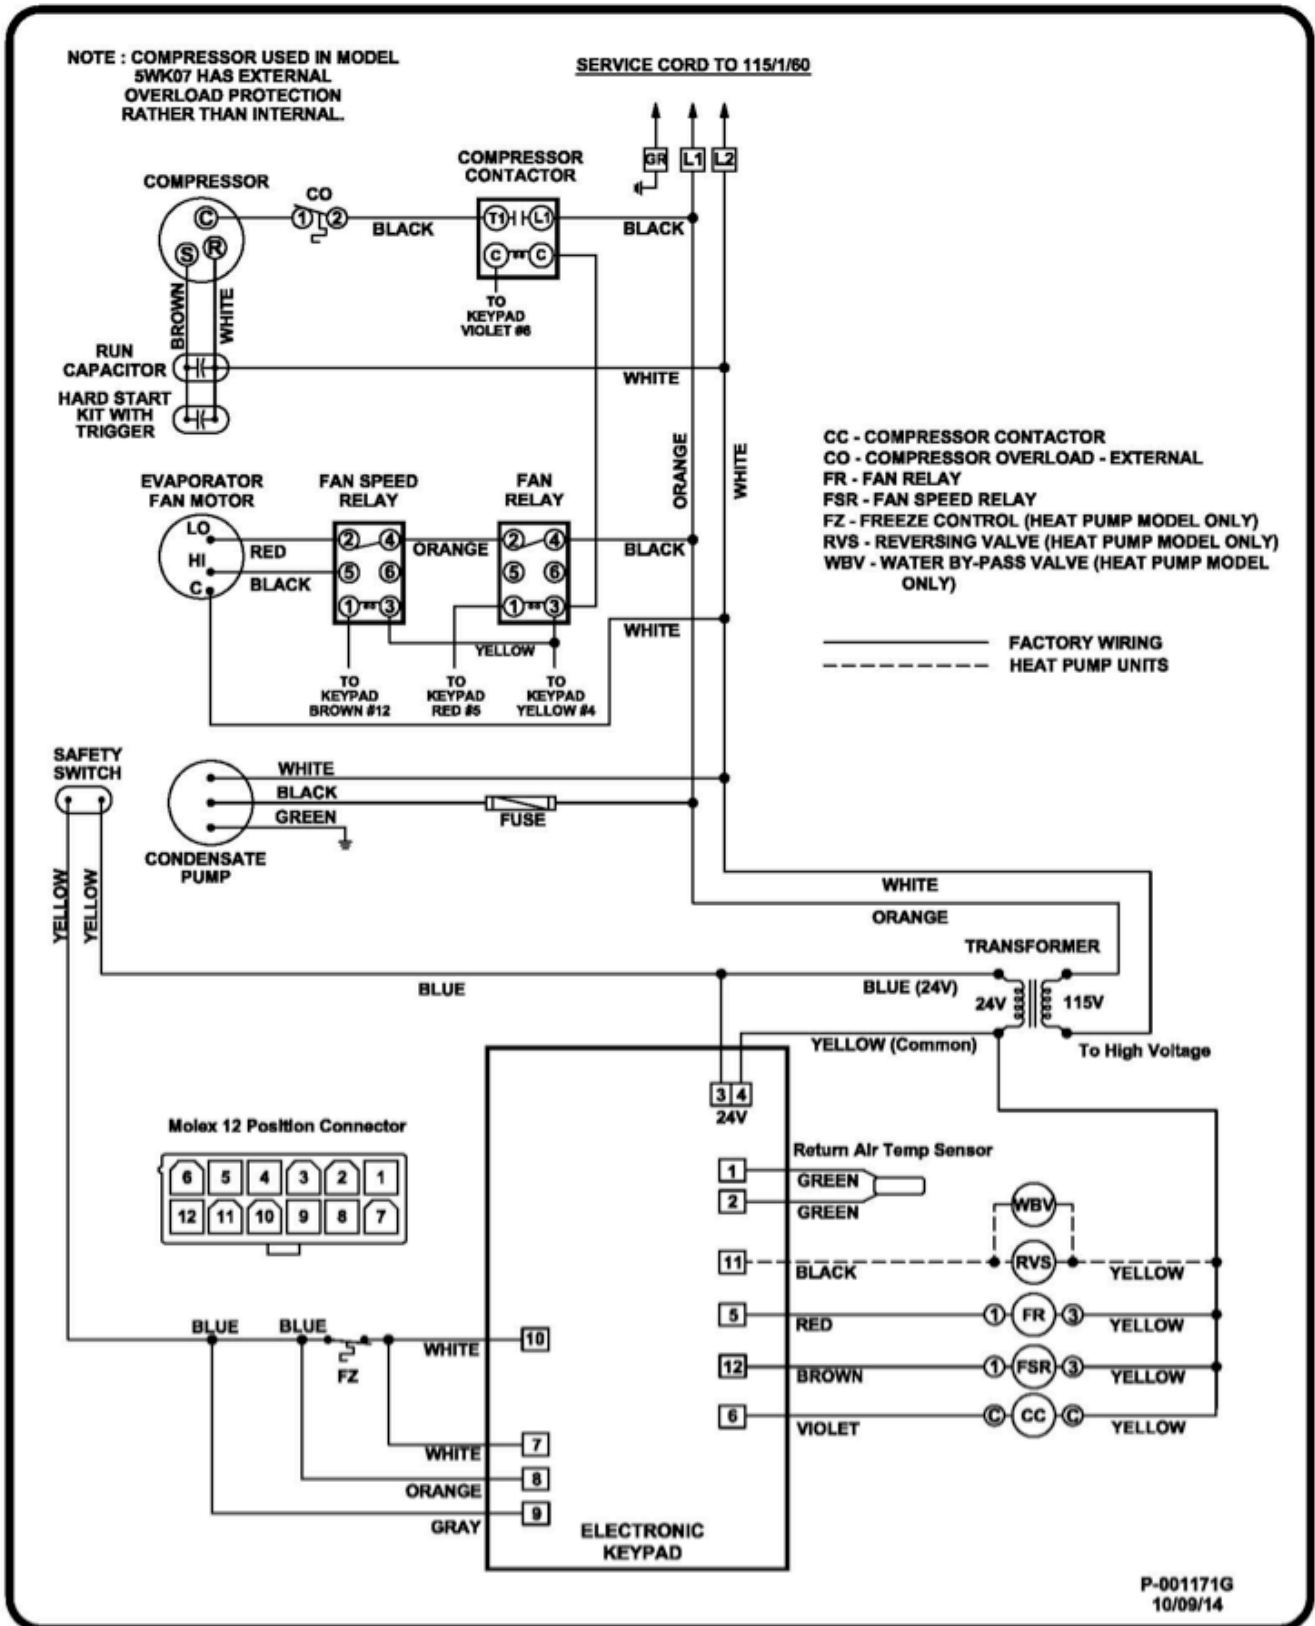 NOTE : COMPRESSOR USED IN MODEL
5WK07 HAS EXTERNAL
OVERLOAD PROTECTION
RATHER THAN INTERNAL.
SERVICE CORD TO 115/1/60
GR
L1
L2
COMPRESSOR
CONTACTOR
COMPRESSOR
CO
C
1
2
BLACK
T1
L1
BLACK
S
R
C
C
BROWN
WHITE
TO
KEYPAD
VIOLET #6
RUN
CAPACITOR
WHITE
HARD START
KIT WITH
TRIGGER
ORANGE
WHITE
CC - COMPRESSOR CONTACTOR
CO - COMPRESSOR OVERLOAD - EXTERNAL
FR - FAN RELAY
FSR - FAN SPEED RELAY
FZ - FREEZE CONTROL (HEAT PUMP MODEL ONLY)
RVS - REVERSING VALVE (HEAT PUMP MODEL ONLY)
WBV - WATER BY-PASS VALVE (HEAT PUMP MODEL
ONLY)
EVAPORATOR
FAN MOTOR
FAN SPEED
RELAY
FAN
RELAY
LO
RED
2
4
ORANGE
2
4
BLACK
HI
BLACK
5
6
5
6
C
1
3
1
3
WHITE
YELLOW
TO
KEYPAD
BROWN #12
TO
KEYPAD
RED #5
TO
KEYPAD
YELLOW #4
FACTORY WIRING
HEAT PUMP UNITS
SAFETY
SWITCH
WHITE
BLACK
FUSE
GREEN
CONDENSATE
PUMP
YELLOW
YELLOW
WHITE
ORANGE
TRANSFORMER
BLUE
BLUE (24V)
24V
115V
YELLOW (Common)
To High Voltage
3
4
24V
Molex 12 Position Connector
6
5
4
3
2
1
12
11
10
9
8
7
1
Return Air Temp Sensor
GREEN
2
GREEN
WBV
11
BLACK
RVS
YELLOW
5
RED
1
FR
3
YELLOW
12
BROWN
1
FSR
3
YELLOW
6
VIOLET
C
CC
C
YELLOW
BLUE
BLUE
FZ
WHITE
10
WHITE
7
ORANGE
8
GRAY
9
ELECTRONIC
KEYPAD
P-001171G
10/09/14